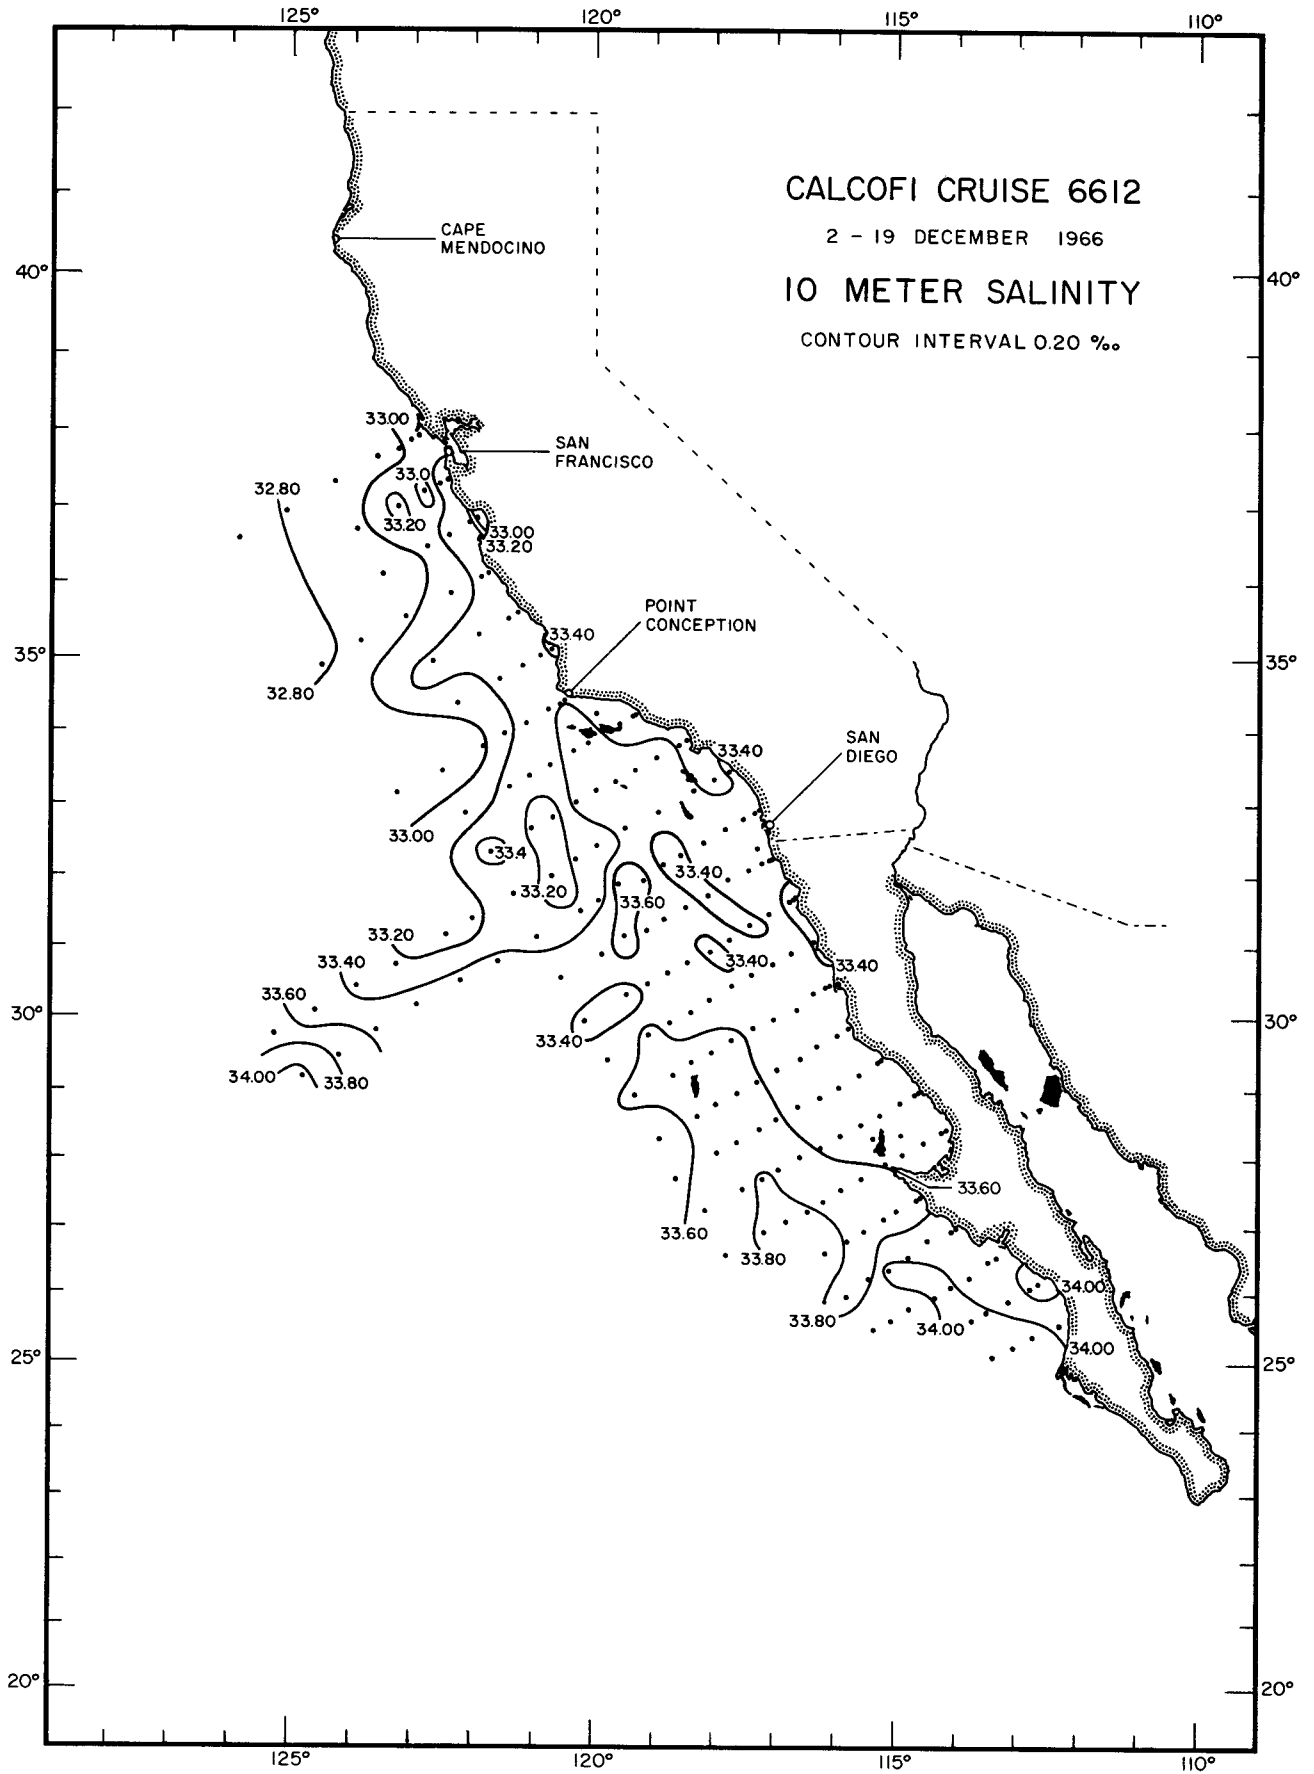 125° 120° 115° 110°
CALCOFI CRUISE 6612
2 – 19 DECEMBER 1966
10 METER SALINITY
CONTOUR INTERVAL 0.20 ‰
CAPE
MENDOCINO
40° 40°
33.00
SAN
FRANCISCO
33.0
32.80
33.20
33.00
33.20
POINT
CONCEPTION
33.40
35° 35°
32.80
SAN
DIEGO
33.40
33.00
33.4
33.40
33.20
33.60
33.20
33.40
33.40
33.40
33.60
30° 30°
33.40
34.00
33.80
33.60
33.60
33.80
34.00
33.80
34.00
34.00
25° 25°
20° 20°
125° 120° 115° 110°